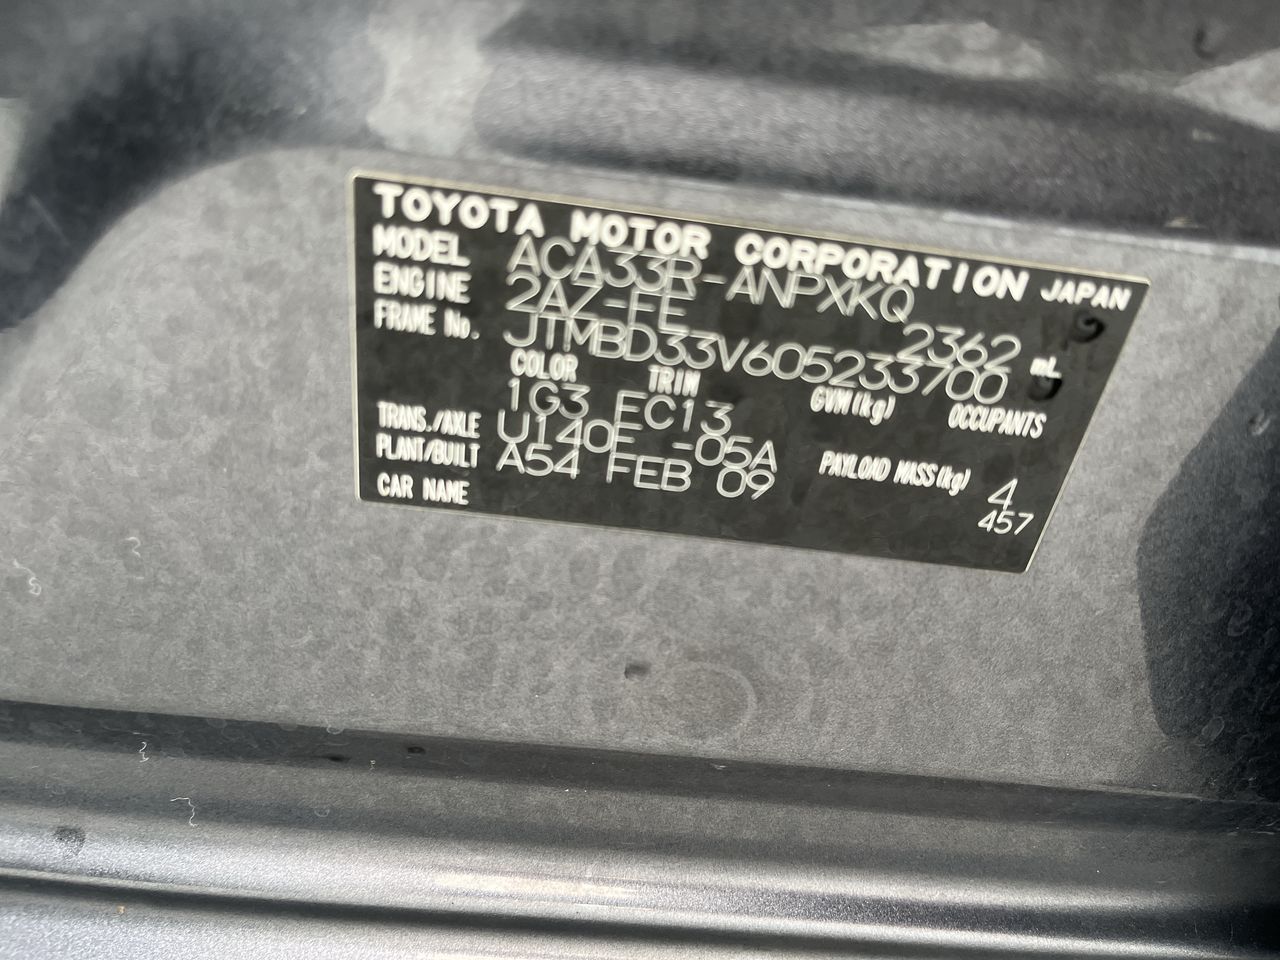 TOYOTA MOTOR CORPORATION JAPAN
MODEL ACA33R-ANPXKQ
ENGINE 2AZ-FE 2362 mL
FRAME No. JTMBD33V605233700
COLOR TRIM GVM(kg) OCCUPANTS
1G3 EC13
TRANS./AXLE U140F -05A PAYLOAD MASS(kg) 4
PLANT/BUILT A54 FEB 09 457
CAR NAME